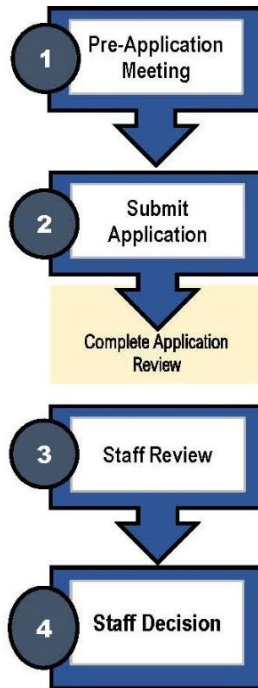 1
Pre-Application
Meeting
2
Submit
Application
Complete Application
Review
3
Staff Review
4
Staff Decision